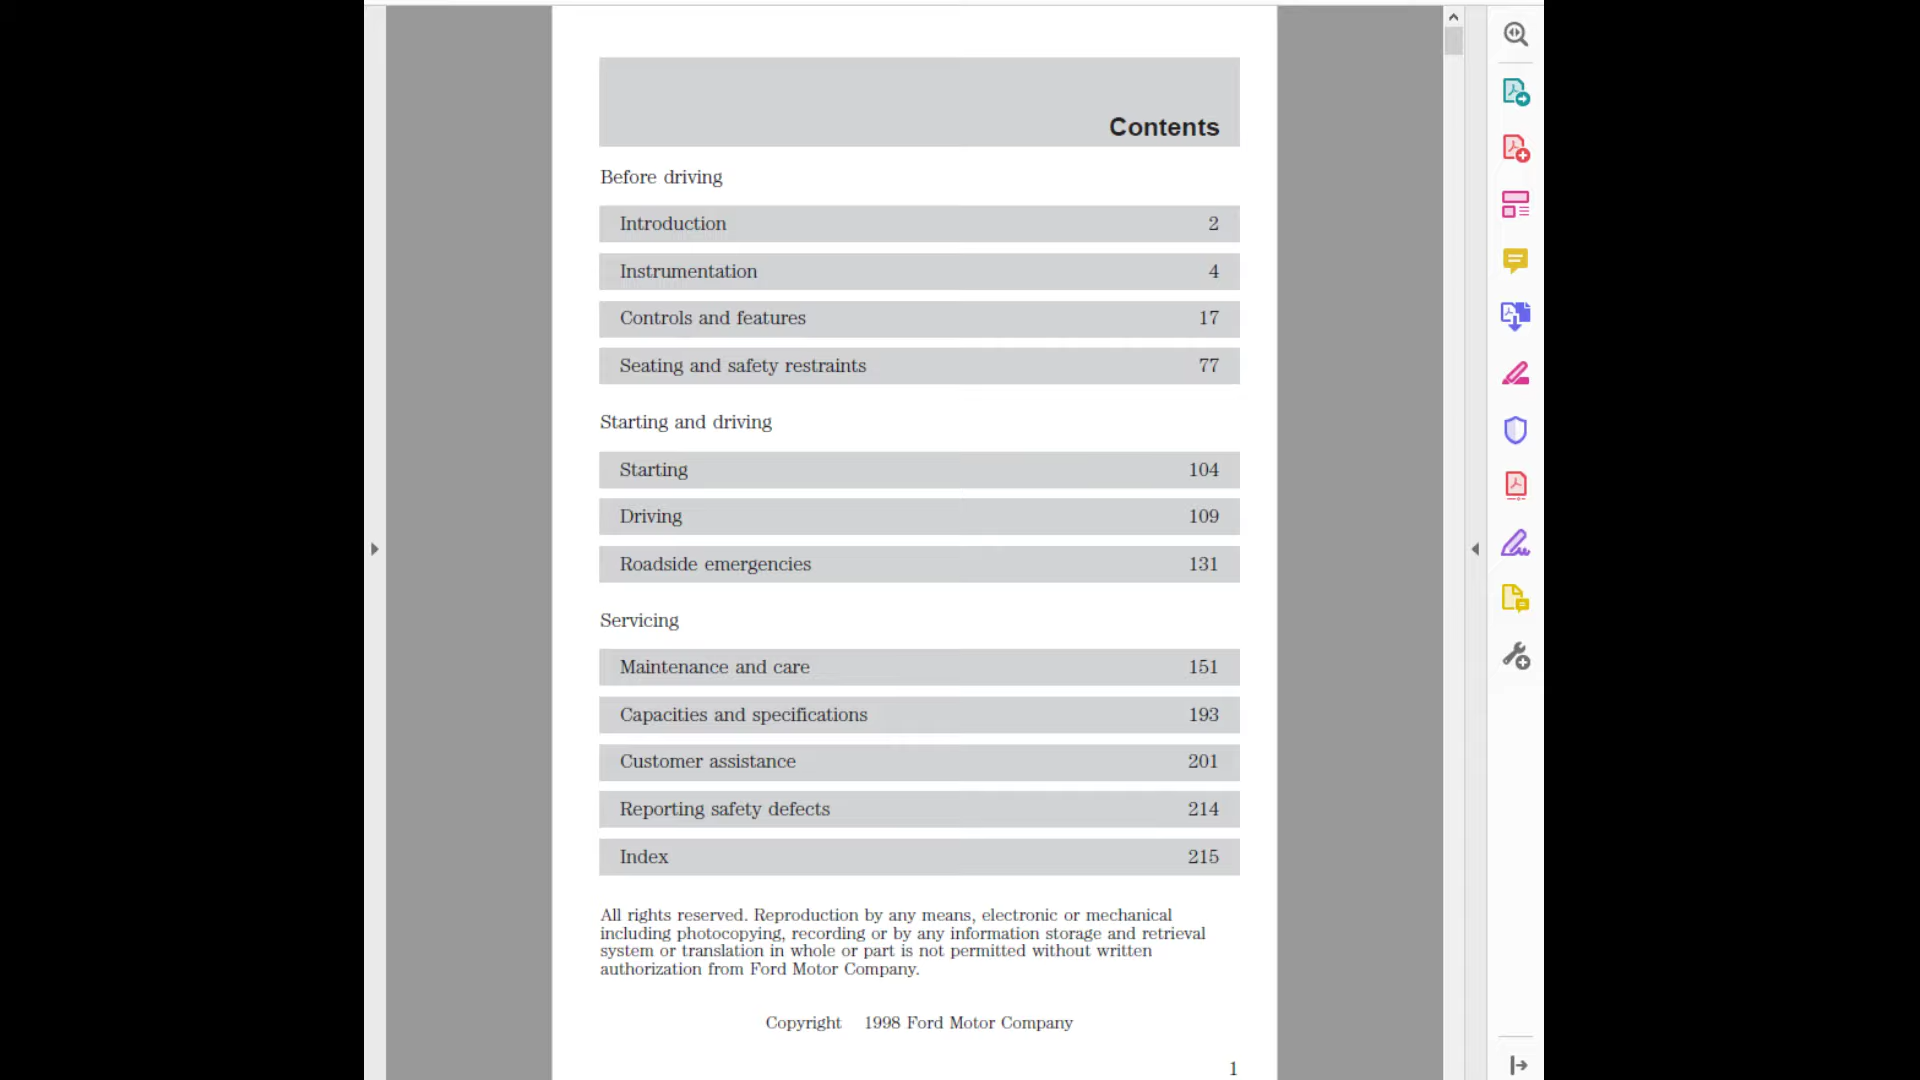 Contents
Before driving
Introduction 2
Instrumentation 4
Controls and features 17
Seating and safety restraints 77
Starting and driving
Starting 104
Driving 109
Roadside emergencies 131
Servicing
Maintenance and care 151
Capacities and specifications 193
Customer assistance 201
Reporting safety defects 214
Index 215
All rights reserved. Reproduction by any means, electronic or mechanical
including photocopying, recording or by any information storage and retrieval
system or translation in whole or part is not permitted without written
authorization from Ford Motor Company.
Copyright 1998 Ford Motor Company
1